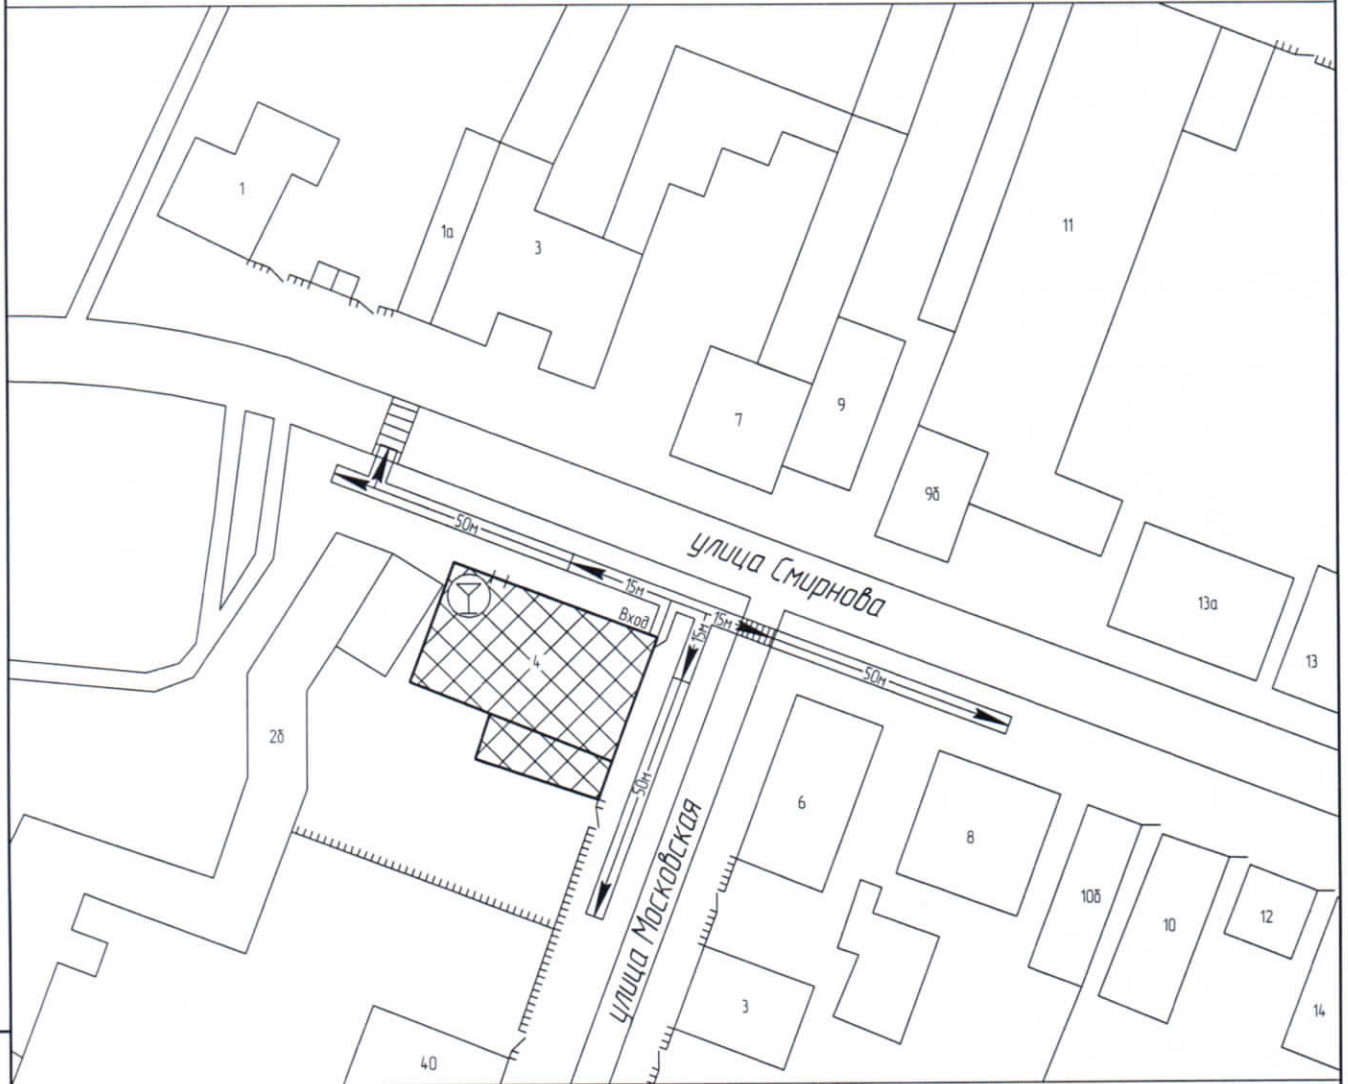 1
1а
3
11
7
9
9б
50м
улица Смирнова
15м
Вход
15м
15м
13а
13
4
50м
2б
50м
6
8
улица Московская
10б
10
12
3
14
40